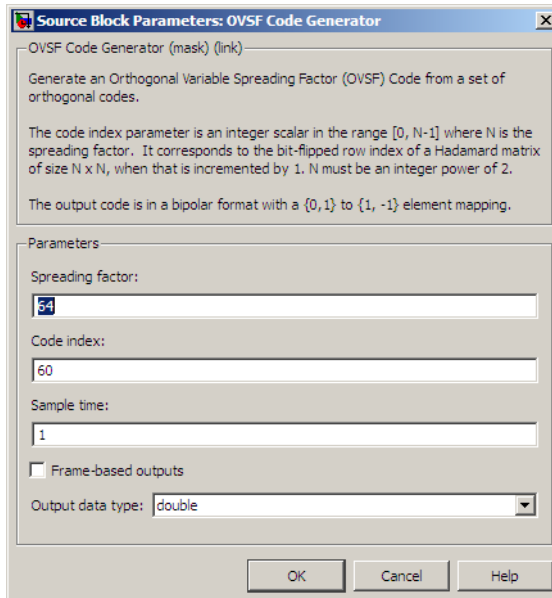 Source Block Parameters: OVSF Code Generator
OVSF Code Generator (mask) (link)
Generate an Orthogonal Variable Spreading Factor (OVSF) Code from a set of
orthogonal codes.
The code index parameter is an integer scalar in the range [0, N-1] where N is the
spreading factor. It corresponds to the bit-flipped row index of a Hadamard matrix
of size N x N, when that is incremented by 1. N must be an integer power of 2.
The output code is in a bipolar format with a {0,1} to {1, -1} element mapping.
Parameters
Spreading factor:
64
Code index:
60
Sample time:
1
Frame-based outputs
Output data type: double
OK Cancel Help